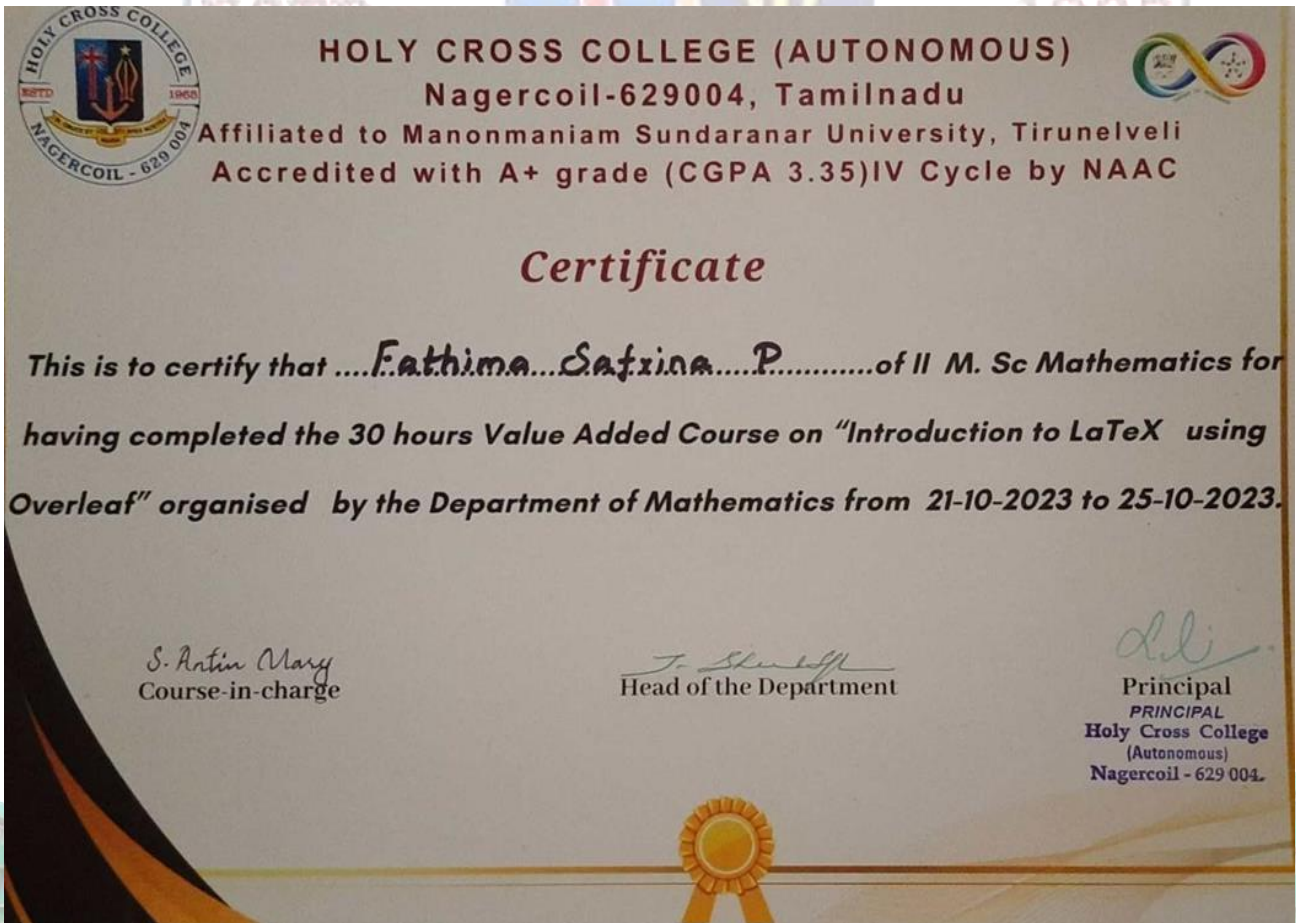 HOLY CROSS COLLEGE
ESTD 1965
NAGERCOIL - 629 004
HOLY CROSS COLLEGE (AUTONOMOUS)
Nagercoil-629004, Tamilnadu
Affiliated to Manonmaniam Sundaranar University, Tirunelveli
Accredited with A+ grade (CGPA 3.35)IV Cycle by NAAC
Certificate
This is to certify that ....Fathima...Safrina....P...........of II M. Sc Mathematics for
having completed the 30 hours Value Added Course on “Introduction to LaTeX using
Overleaf” organised by the Department of Mathematics from 21-10-2023 to 25-10-2023.
S. Antin Mary
Course-in-charge
Head of the Department
Principal
PRINCIPAL
Holy Cross College
(Autonomous)
Nagercoil - 629 004.